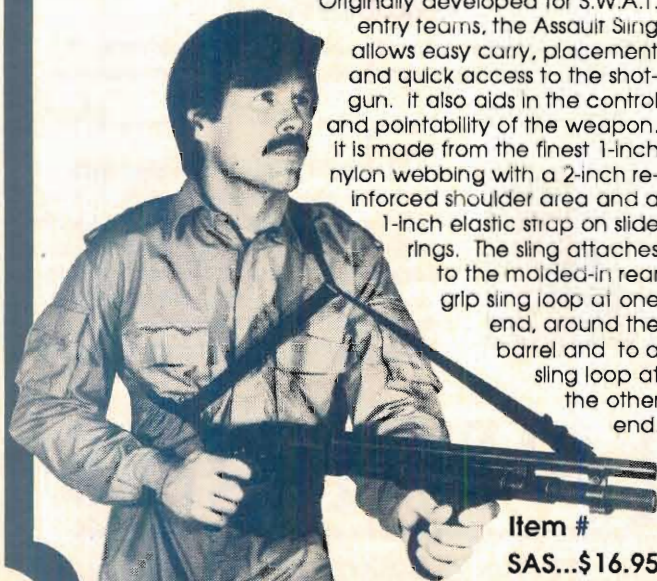 Originally developed for S.W.A.T.
entry teams, the Assault Sling
allows easy carry, placement
and quick access to the shot-
gun. it also aids in the control
and pointability of the weapon.
it is made from the finest 1-inch
nylon webbing with a 2-inch re-
inforced shoulder area and a
1-inch elastic strap on slide
rings. The sling attaches
to the molded-in rear
grip sling loop at one
end, around the
barrel and to a
sling loop at
the other
end
Item #
SAS...$16.95